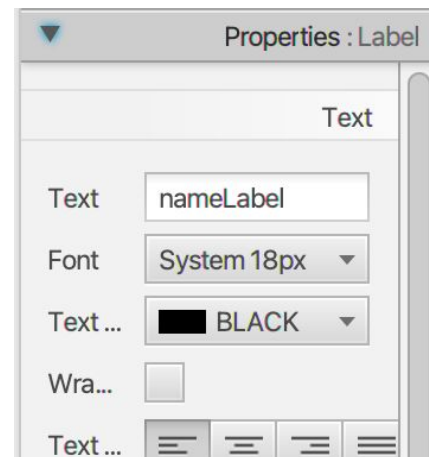 Properties : Label
Text
Text nameLabel
Font System 18px
Text ... BLACK
Wra...
Text ...